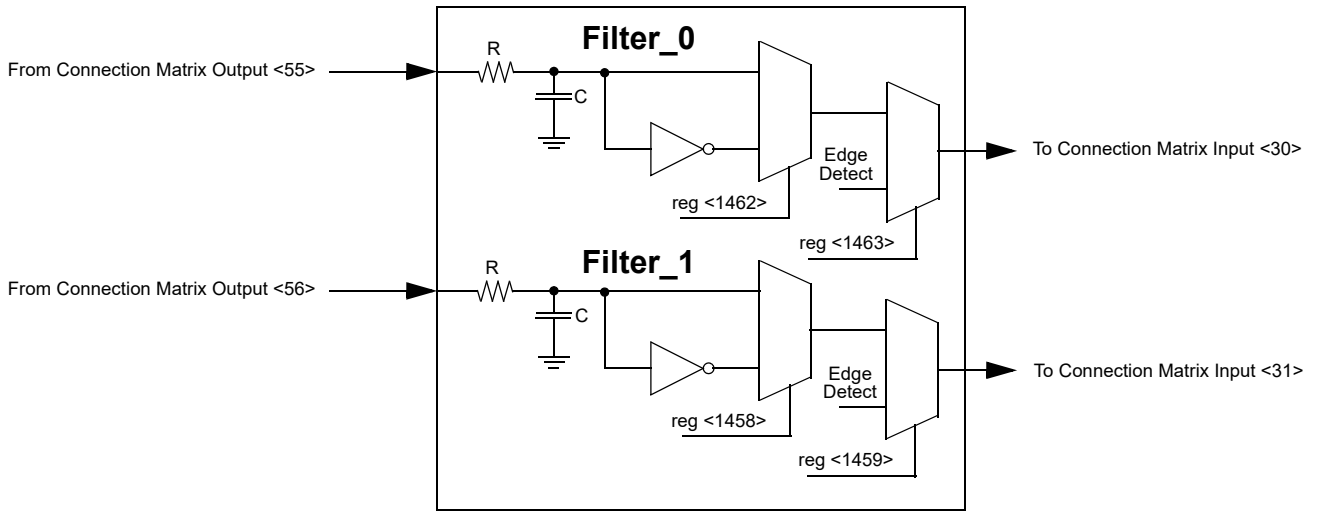 Filter_0
R
From Connection Matrix Output <55>
C
Edge
Detect
To Connection Matrix Input <30>
reg <1462>
reg <1463>
Filter_1
R
From Connection Matrix Output <56>
C
Edge
Detect
To Connection Matrix Input <31>
reg <1458>
reg <1459>